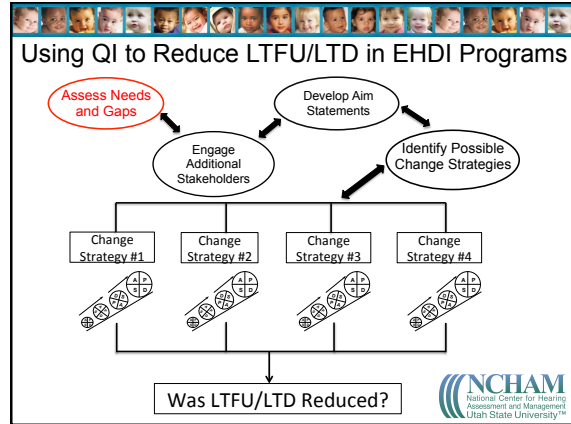 Using QI to Reduce LTFU/LTD in EHDI Programs
Assess Needs
and Gaps
Develop Aim
Statements
Engage
Additional
Stakeholders
Identify Possible
Change Strategies
Change
Strategy #1
Change
Strategy #2
Change
Strategy #3
Change
Strategy #4
A P
S D
A P
S D
A P
S D
A P
S D
Was LTFU/LTD Reduced?
NCHAM
National Center for Hearing
Assessment and Management
Utah State University™